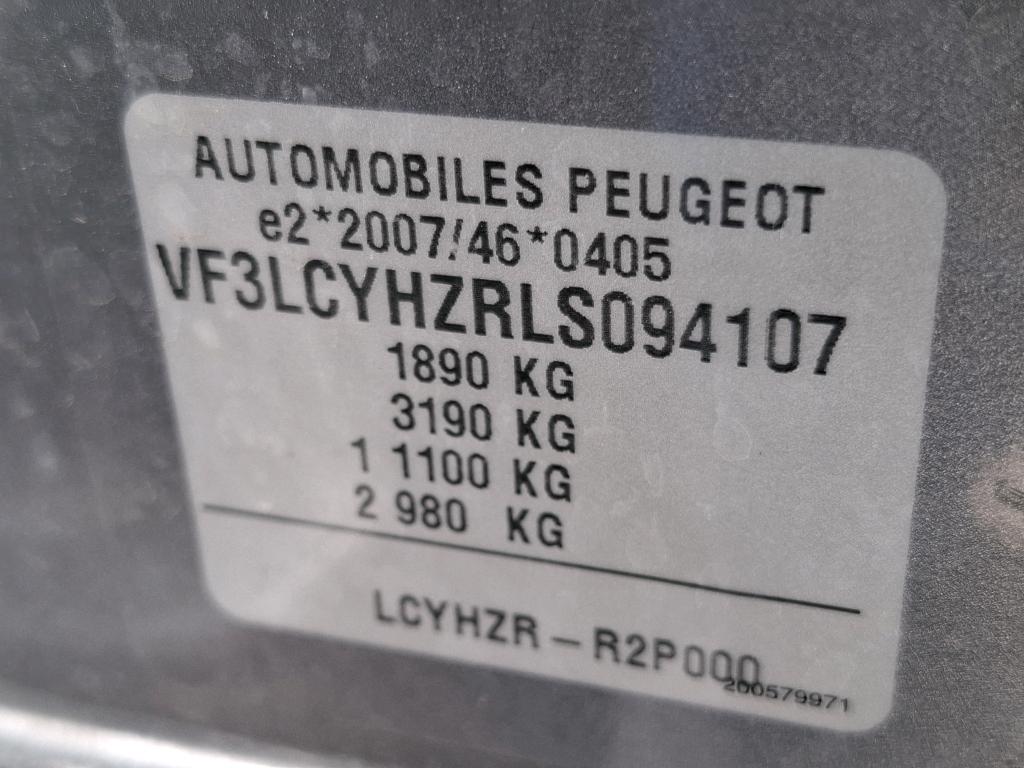 AUTOMOBILES PEUGEOT
e2*2007/46*0405
VF3LCYHZRLS094107
1890 KG
3190 KG
1 1100 KG
2 980 KG
LCYHZR – R2P000
200579971